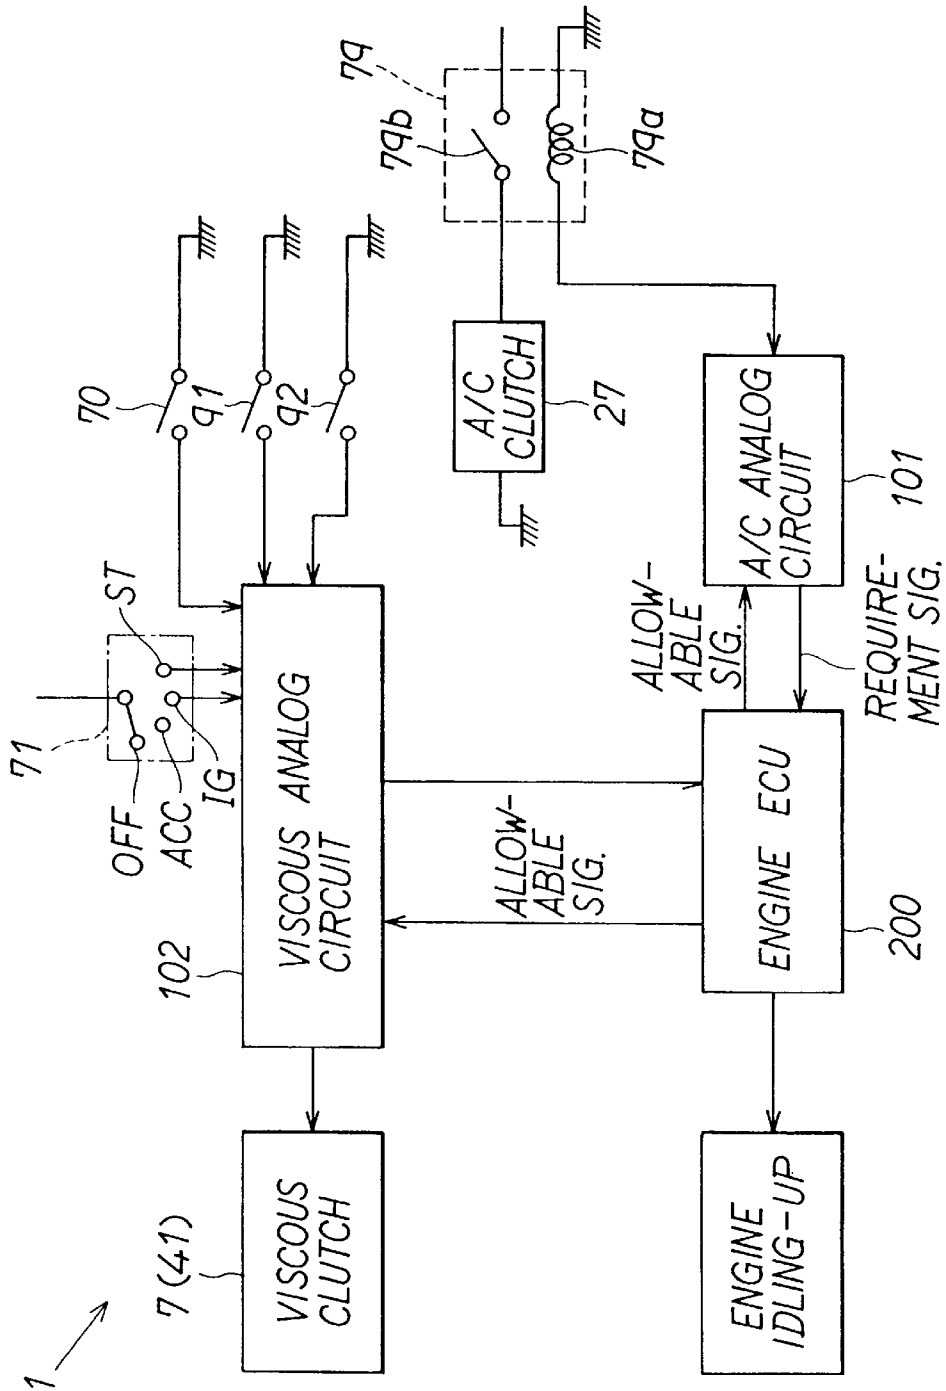 1
7 (41)
VISCOUS
CLUTCH
102
VISCOUS ANALOG
CIRCUIT
71
OFF
ACC
IG
ST
70
91
92
79
79b
79a
A/C
CLUTCH
27
A/C ANALOG
CIRCUIT
101
ALLOW-
ABLE
SIG.
REQUIRE-
MENT SIG.
ALLOW-
ABLE
SIG.
ENGINE ECU
200
ENGINE
IDLING-UP